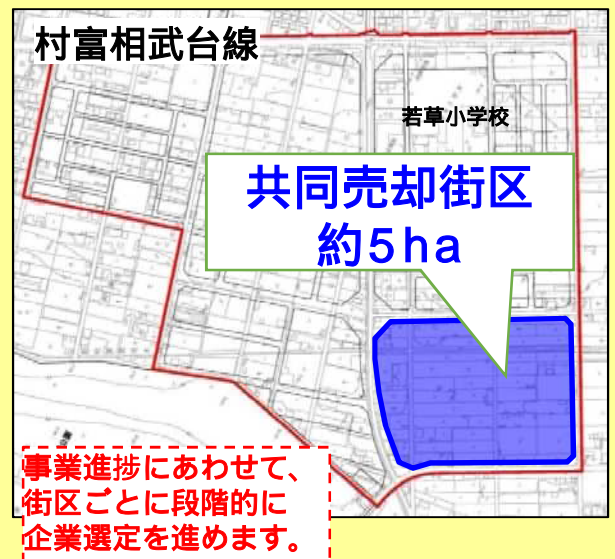 村富相武台線
若草小学校
共同売却街区
約5ha
事業進捗にあわせて、
街区ごとに段階的に
企業選定を進めます。